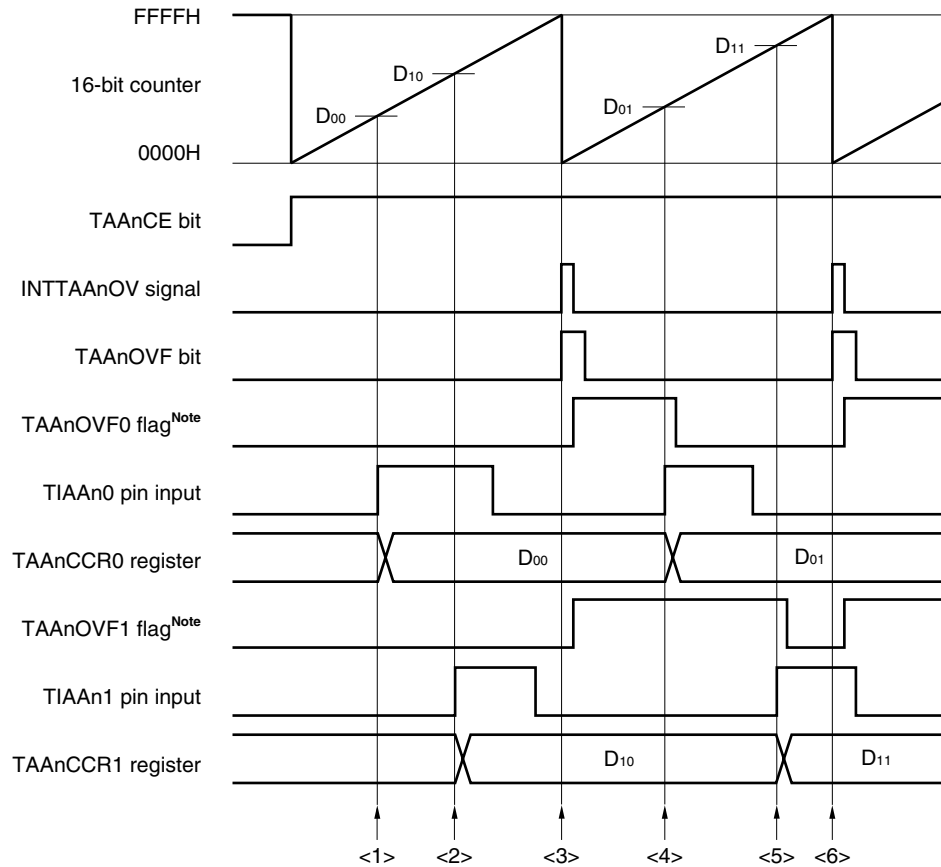 FFFFH
D11
D10
16-bit counter
D01
D00
0000H
TAAnCE bit
INTTAAnOV signal
TAAnOVF bit
TAAnOVF0 flagNote
TIAAn0 pin input
TAAnCCR0 register
D00
D01
TAAnOVF1 flagNote
TIAAn1 pin input
TAAnCCR1 register
D10
D11
<1> <2> <3> <4> <5> <6>